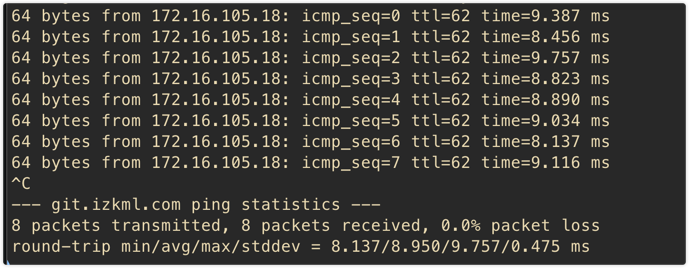 64 bytes from 172.16.105.18: icmp_seq=0 ttl=62 time=9.387 ms
64 bytes from 172.16.105.18: icmp_seq=1 ttl=62 time=8.456 ms
64 bytes from 172.16.105.18: icmp_seq=2 ttl=62 time=9.757 ms
64 bytes from 172.16.105.18: icmp_seq=3 ttl=62 time=8.823 ms
64 bytes from 172.16.105.18: icmp_seq=4 ttl=62 time=8.890 ms
64 bytes from 172.16.105.18: icmp_seq=5 ttl=62 time=9.034 ms
64 bytes from 172.16.105.18: icmp_seq=6 ttl=62 time=8.137 ms
64 bytes from 172.16.105.18: icmp_seq=7 ttl=62 time=9.116 ms
^C
--- git.izkml.com ping statistics ---
8 packets transmitted, 8 packets received, 0.0% packet loss
round-trip min/avg/max/stddev = 8.137/8.950/9.757/0.475 ms